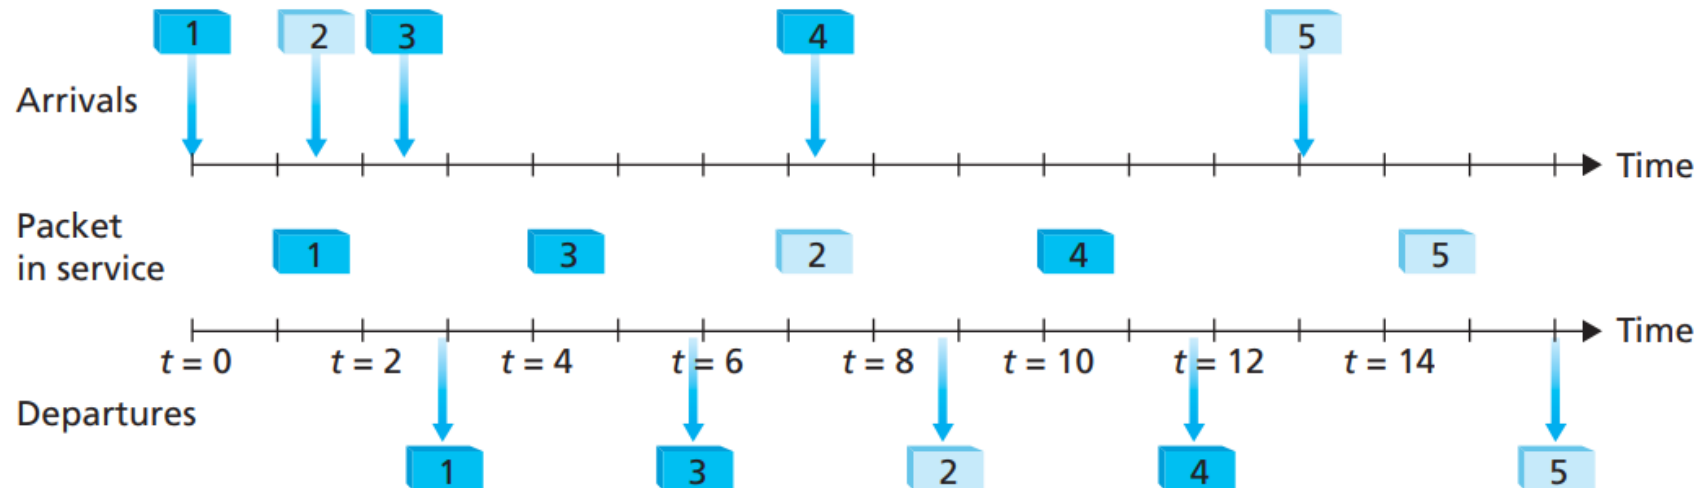 1 2 3 4 5
Arrivals
Time
Packet
in service
1 3 2 4 5
Time
t = 0 t = 2 t = 4 t = 6 t = 8 t = 10 t = 12 t = 14
Departures
1 3 2 4 5